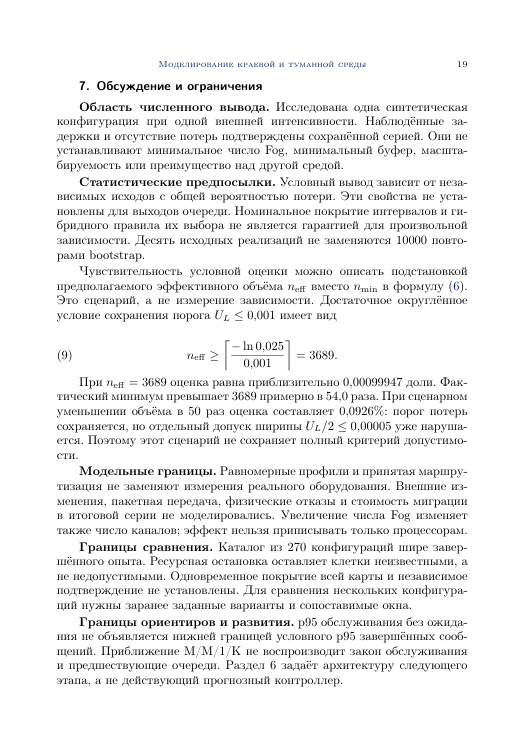 Моделирование краевой и туманной среды 19
7. Обсуждение и ограничения
Область численного вывода. Исследована одна синтетическая
конфигурация при одной внешней интенсивности. Наблюдённые за-
держки и отсутствие потерь подтверждены сохранённой серией. Они не
устанавливают минимальное число Fog, минимальный буфер, масшта-
бируемость или преимущество над другой средой.
Статистические предпосылки. Условный вывод зависит от неза-
висимых исходов с общей вероятностью потери. Эти свойства не уста-
новлены для выходов очереди. Номинальное покрытие интервалов и ги-
бридного правила их выбора не является гарантией для произвольной
зависимости. Десять исходных реализаций не заменяются 10000 повто-
рами bootstrap.
Чувствительность условной оценки можно описать подстановкой
предполагаемого эффективного объёма n_eff вместо n_min в формулу (6).
Это сценарий, а не измерение зависимости. Достаточное округлённое
условие сохранения порога U_L ≤ 0,001 имеет вид
(9) n_eff ≥ ⌈ −ln 0,025 / 0,001 ⌉ = 3689.
При n_eff = 3689 оценка равна приблизительно 0,00099947 доли. Фак-
тический минимум превышает 3689 примерно в 54,0 раза. При сценарном
уменьшении объёма в 50 раз оценка составляет 0,0926%: порог потерь
сохраняется, но отдельный допуск ширины U_L/2 ≤ 0,00005 уже наруша-
ется. Поэтому этот сценарий не сохраняет полный критерий допустимо-
сти.
Модельные границы. Равномерные профили и принятая маршру-
тизация не заменяют измерения реального оборудования. Внешние из-
менения, пакетная передача, физические отказы и стоимость миграции
в итоговой серии не моделировались. Увеличение числа Fog изменяет
также число каналов; эффект нельзя приписывать только процессорам.
Границы сравнения. Каталог из 270 конфигураций шире завер-
шённого опыта. Ресурсная остановка оставляет клетки неизвестными, а
не недопустимыми. Одновременное покрытие всей карты и независимое
подтверждение не установлены. Для сравнения нескольких конфигура-
ций нужны заранее заданные варианты и сопоставимые окна.
Границы ориентиров и развития. p95 обслуживания без ожида-
ния не объявляется нижней границей условного p95 завершённых сооб-
щений. Приближение M/M/1/K не воспроизводит закон обслуживания
и предшествующие очереди. Раздел 6 задаёт архитектуру следующего
этапа, а не действующий прогнозный контроллер.